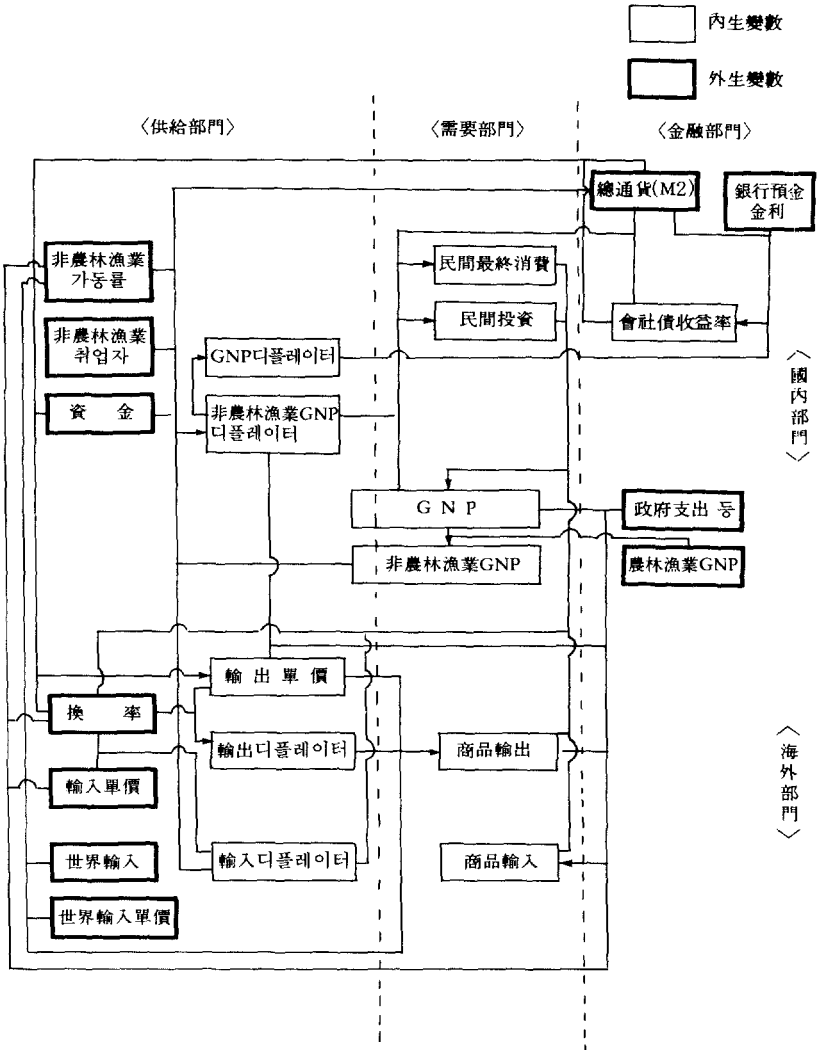 內生變數
外生變數
〈供給部門〉
〈需要部門〉
〈金融部門〉
總通貨(M2)
銀行預金
金利
非農林漁業
가동률
民間最終消費
民間投資
會社債收益率
非農林漁業
취업자
GNP디플레이터
資 金
非農林漁業GNP
디플레이터
〈國內部門〉
G N P
政府支出 등
非農林漁業GNP
農林漁業GNP
輸 出 單 價
換 率
輸出디플레이터
商品輸出
〈海外部門〉
輸入單價
世界輸入
輸入디플레이터
商品輸入
世界輸入單價